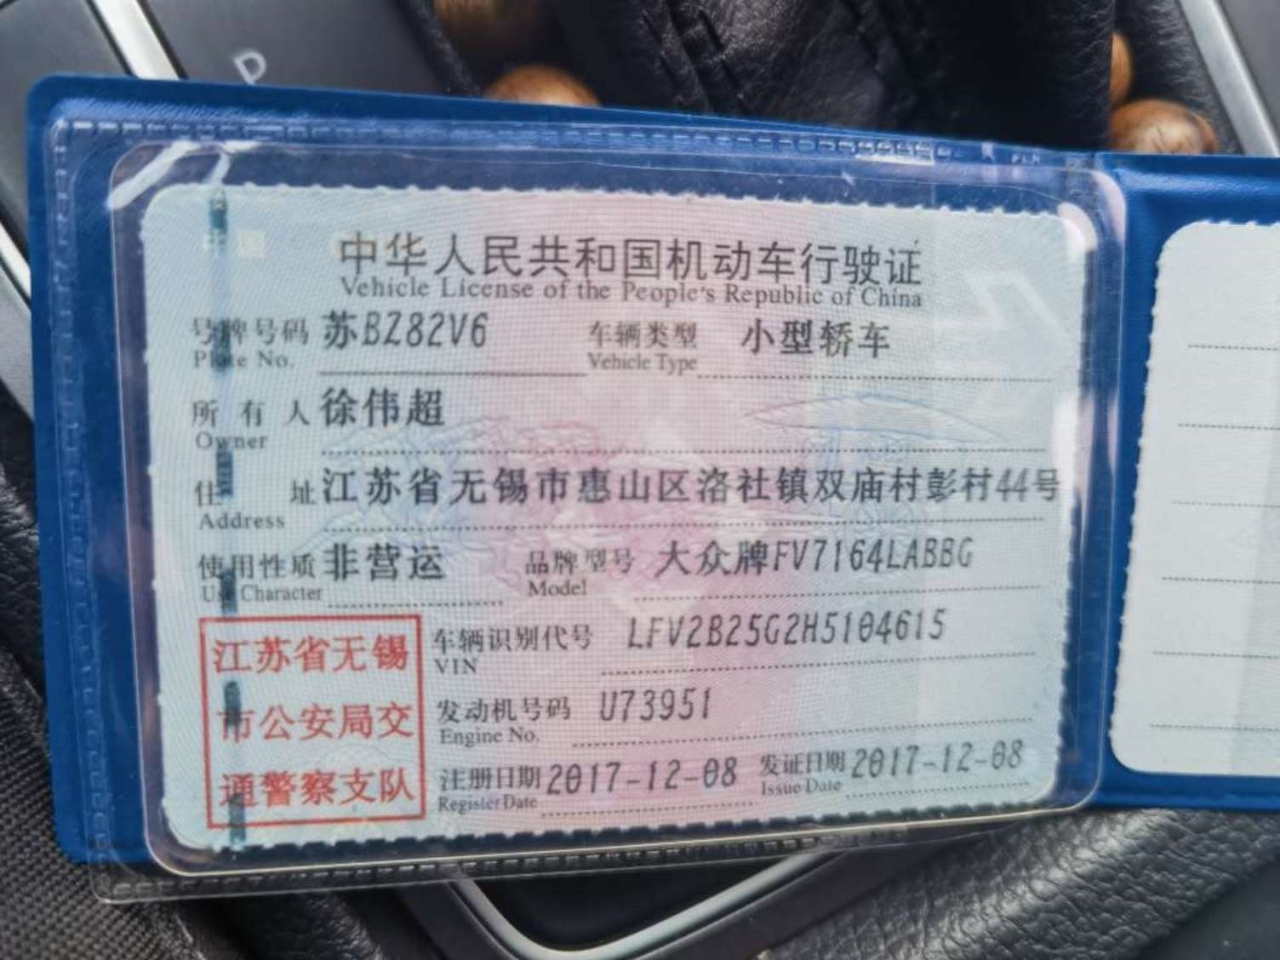 P
中华人民共和国机动车行驶证
Vehicle License of the People's Republic of China
号牌号码 苏BZ82V6 车辆类型 小型轿车
Plate No. Vehicle Type
所有人 徐伟超
Owner
住址 江苏省无锡市惠山区洛社镇双庙村彭村44号
Address
使用性质 非营运 品牌型号 大众牌FV7164LABBG
Use Character Model
江苏省无锡
市公安局交
通警察支队
车辆识别代号 LFV2B25G2H5104615
VIN
发动机号码 U73951
Engine No.
注册日期 2017-12-08 发证日期 2017-12-08
Register Date Issue Date